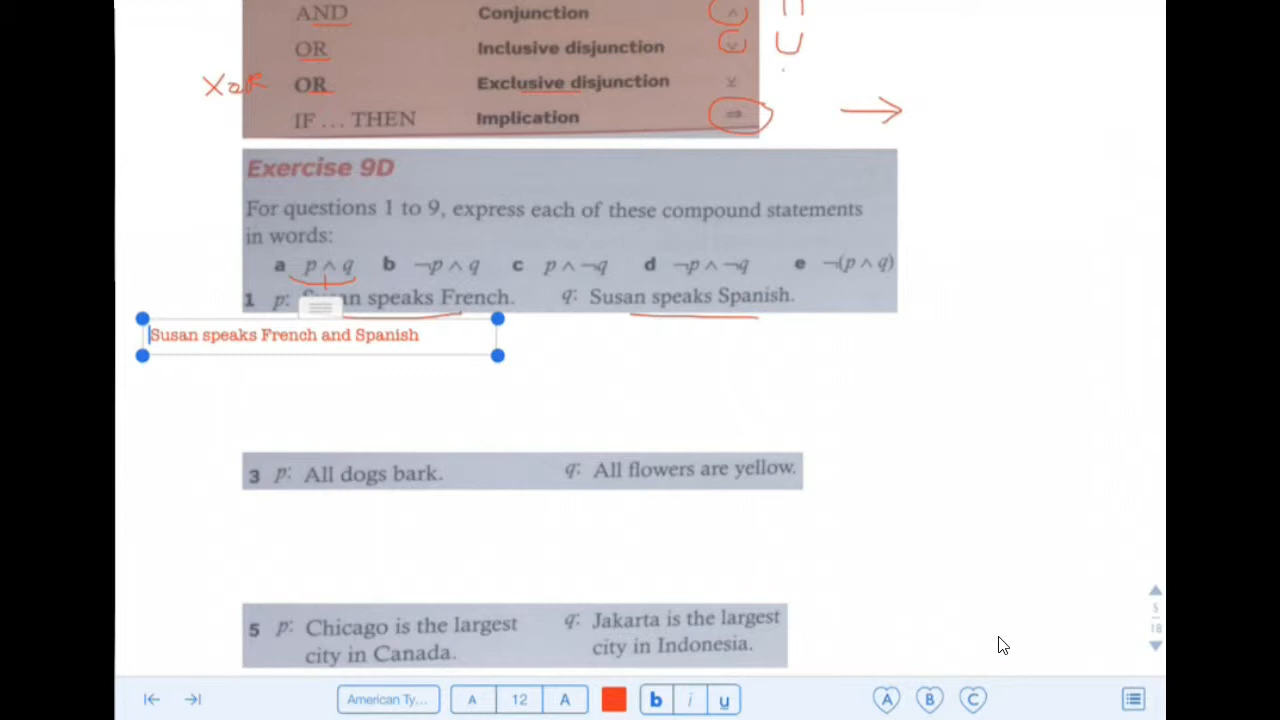 AND Conjunction ∧ ∩
OR Inclusive disjunction ∨ ∪
XOR OR Exclusive disjunction ⊻
IF ... THEN Implication ⇒ →
Exercise 9D
For questions 1 to 9, express each of these compound statements
in words:
a p ∧ q b ¬p ∧ q c p ∧ ¬q d ¬p ∧ ¬q e ¬(p ∧ q)
1 p: Susan speaks French. q: Susan speaks Spanish.
Susan speaks French and Spanish
3 p: All dogs bark. q: All flowers are yellow.
5 p: Chicago is the largest
city in Canada.
q: Jakarta is the largest
city in Indonesia.
5
18
American Ty... A 12 A b i u A B C